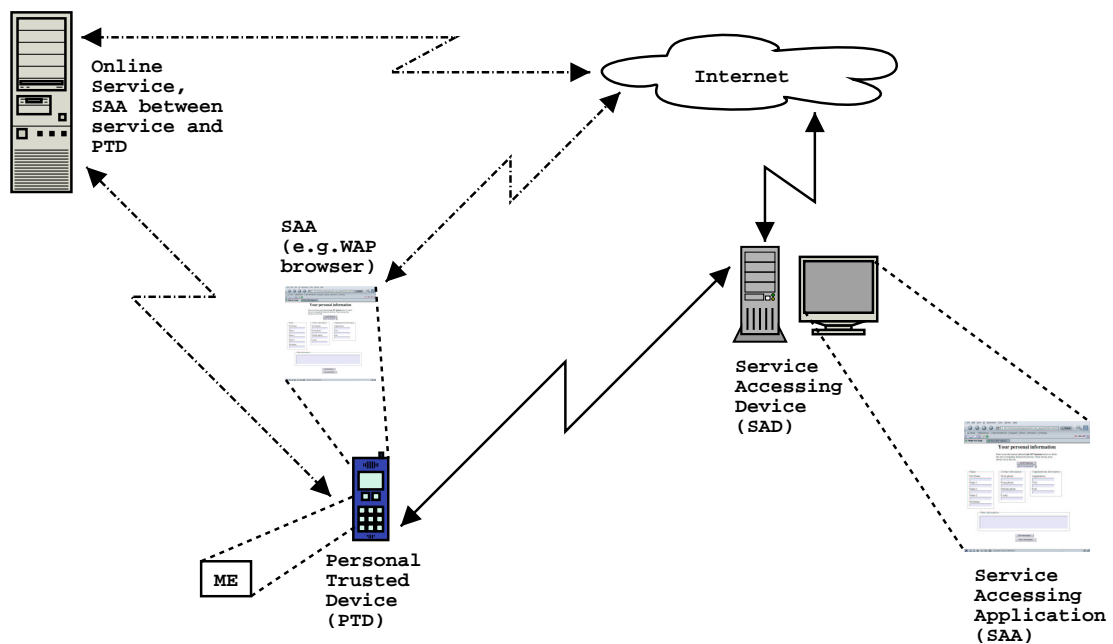 Online
Service,
SAA between
service and
PTD
Internet
SAA
(e.g.WAP
browser)
Your personal information
Service
Accessing
Device
(SAD)
Your personal information
ME
Personal
Trusted
Device
(PTD)
Service
Accessing
Application
(SAA)